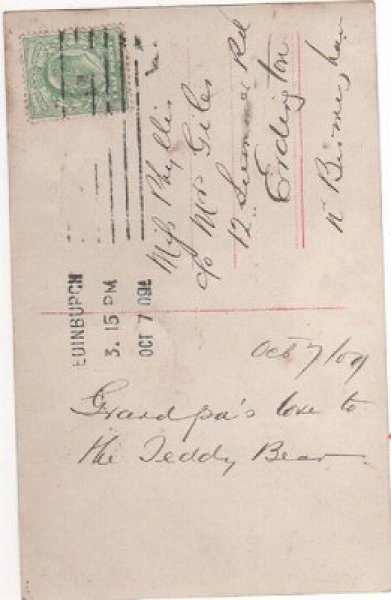 EDINBURGH
3. 15 PM
OCT 7 09
Miss Phyllis
c/o Mrs Giles
12 Summer Rd
Erdington
Nr Birmingham
Oct 7/09
Grandpa's love to
the Teddy Bear